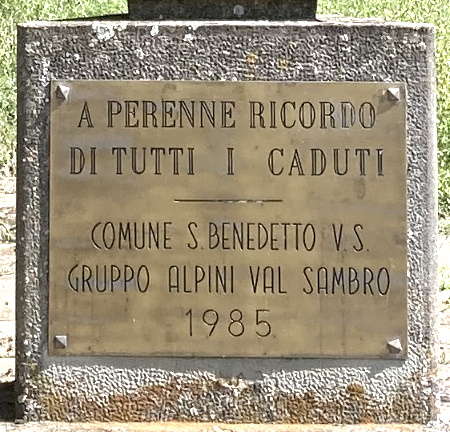 A PERENNE RICORDO
DI TUTTI I CADUTI
COMUNE S. BENEDETTO V. S.
GRUPPO ALPINI VAL SAMBRO
1985